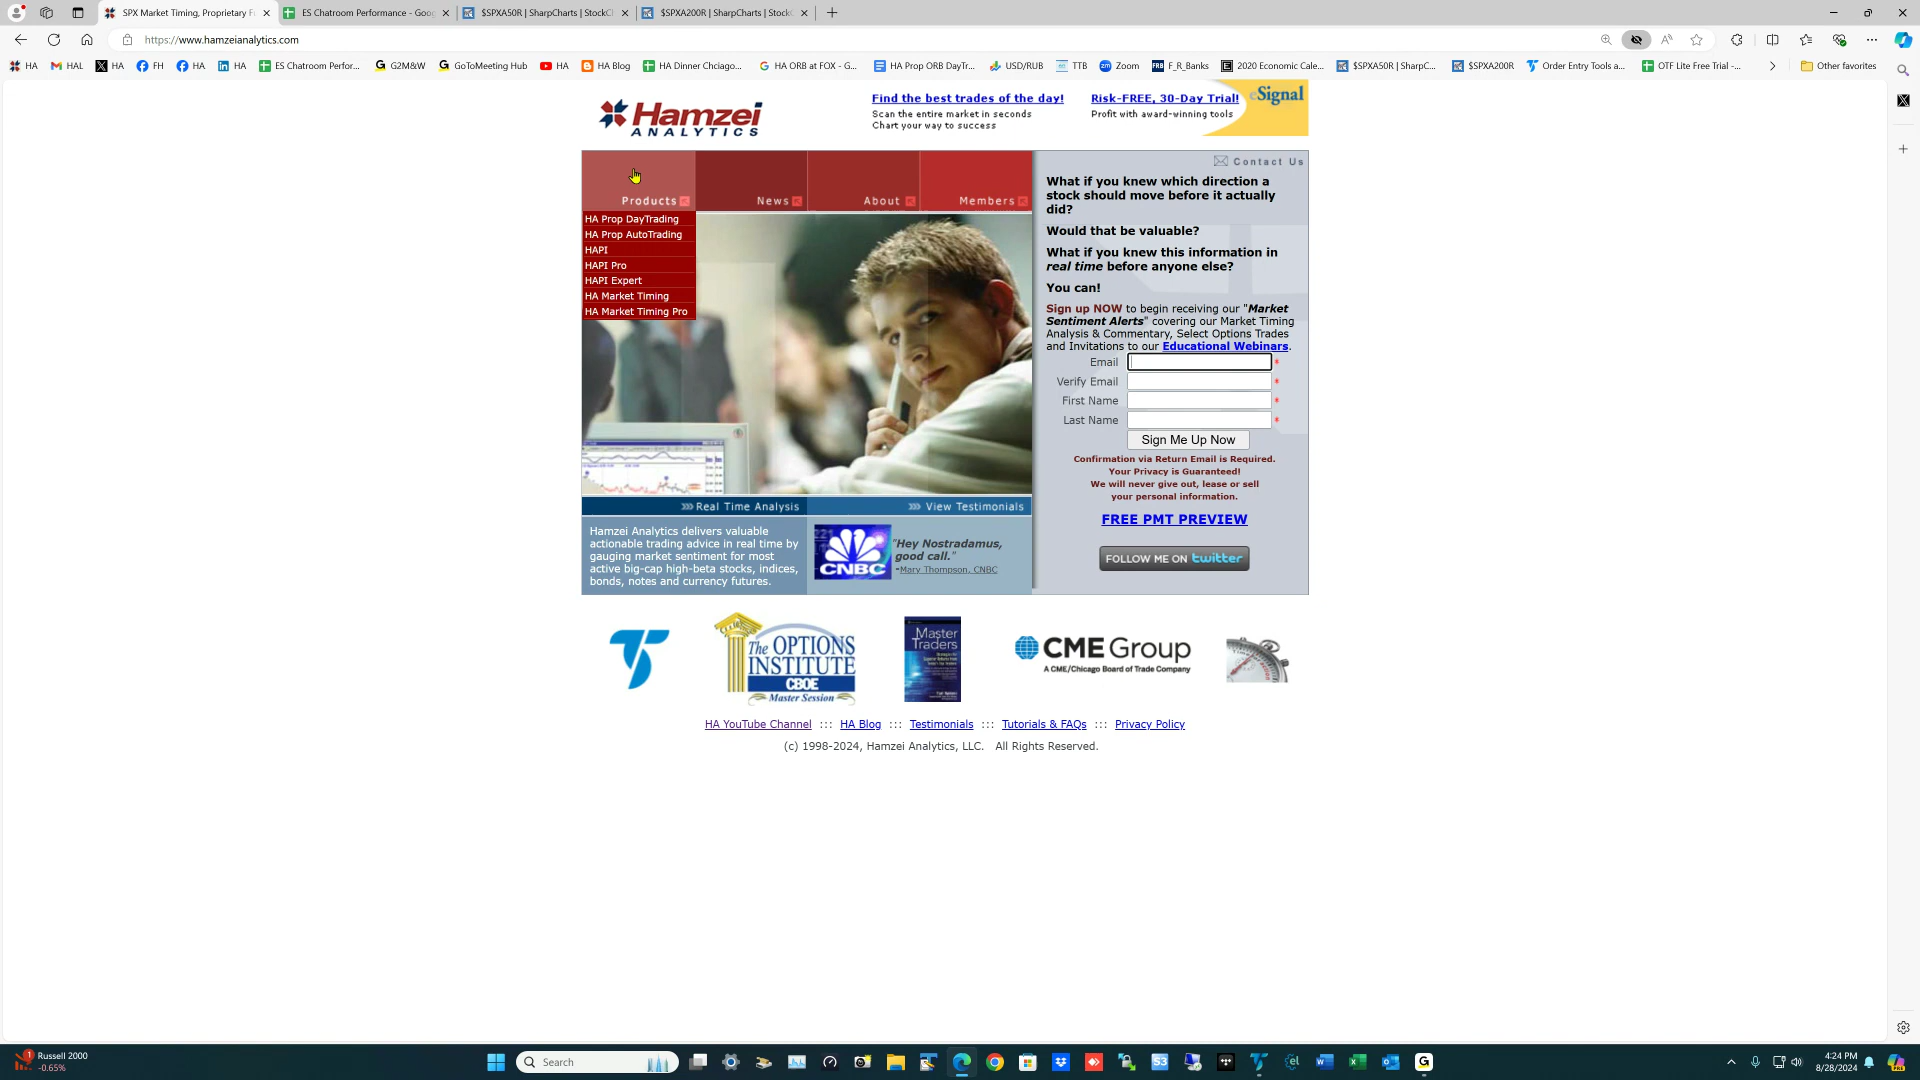 SPX Market Timing, Proprietary F
ES Chatroom Performance - Goog
$SPXA50R | SharpCharts | StockCh
$SPXA200R | SharpCharts | StockC
https://www.hamzeianalytics.com
HA
HAL
HA
FH
HA
HA
ES Chatroom Perfor...
G2M&W
GoToMeeting Hub
HA
HA Blog
HA Dinner Chciago...
HA ORB at FOX - G...
HA Prop ORB DayTr...
USD/RUB
TTB
Zoom
F_R_Banks
2020 Economic Cale...
$SPXA50R | SharpC...
$SPXA200R
Order Entry Tools a...
OTF Lite Free Trial -...
Other favorites
Hamzei
ANALYTICS
Find the best trades of the day!
Scan the entire market in seconds
Chart your way to success
Risk-FREE, 30-Day Trial!
Profit with award-winning tools
eSignal
Products
News
About
Members
HA Prop DayTrading
HA Prop AutoTrading
HAPI
HAPI Pro
HAPI Expert
HA Market Timing
HA Market Timing Pro
Contact Us
What if you knew which direction a
stock should move before it actually
did?
Would that be valuable?
What if you knew this information in
real time before anyone else?
You can!
Sign up NOW to begin receiving our "Market
Sentiment Alerts" covering our Market Timing
Analysis & Commentary, Select Options Trades
and Invitations to our Educational Webinars.
Email *
Verify Email *
First Name *
Last Name *
Sign Me Up Now
Confirmation via Return Email is Required.
Your Privacy is Guaranteed!
We will never give out, lease or sell
your personal information.
FREE PMT PREVIEW
FOLLOW ME ON twitter
Real Time Analysis
View Testimonials
Hamzei Analytics delivers valuable
actionable trading advice in real time by
gauging market sentiment for most
active big-cap high-beta stocks, indices,
bonds, notes and currency futures.
CNBC
"Hey Nostradamus,
good call."
-Mary Thompson, CNBC
The OPTIONS
INSTITUTE
CBOE
Master Session
Master
Traders
CME Group
A CME/Chicago Board of Trade Company
HA YouTube Channel ::: HA Blog ::: Testimonials ::: Tutorials & FAQs ::: Privacy Policy
(c) 1998-2024, Hamzei Analytics, LLC. All Rights Reserved.
Russell 2000
-0.65%
Search
4:24 PM
8/28/2024